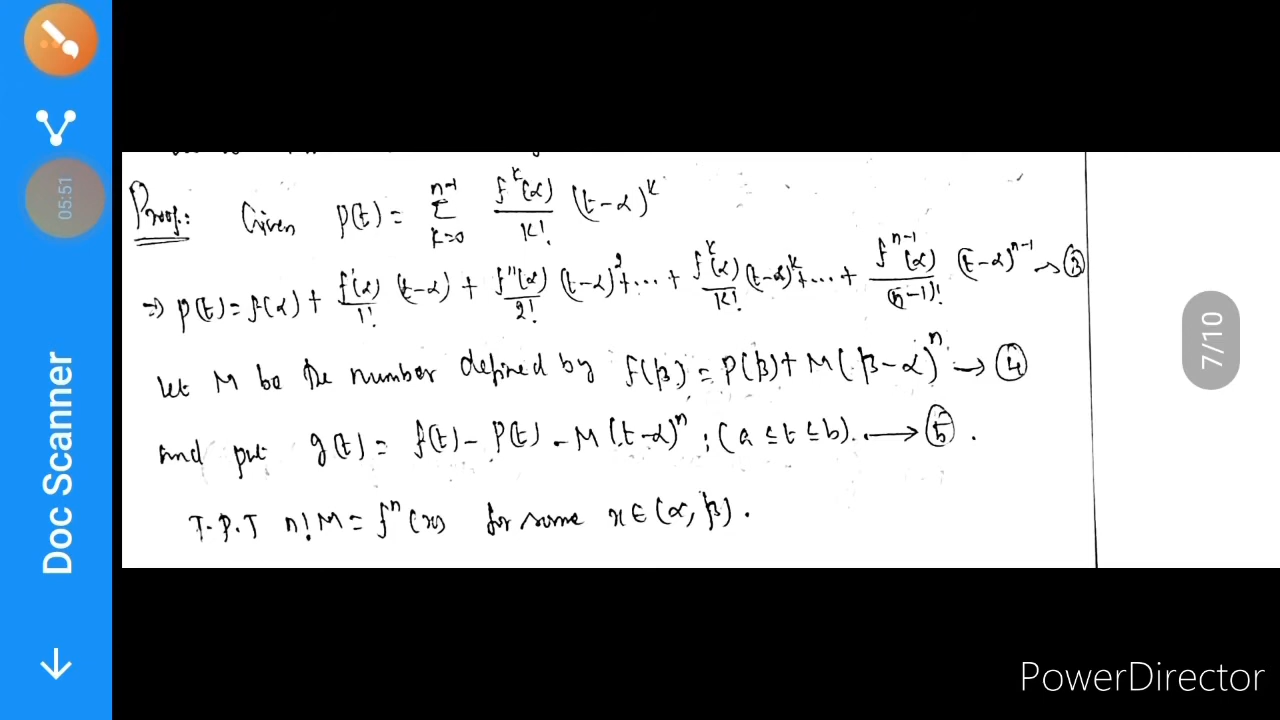 Proof: Given P(t) = Σ_{k=0}^{n-1} f^k(α)/k! (t-α)^k
⇒ P(t) = f(α) + f'(α)/1! (t-α) + f''(α)/2! (t-α)^2 + ... + f^k(α)/k! (t-α)^k + ... + f^{n-1}(α)/(n-1)! (t-α)^{n-1} → ③
Let M be the number defined by f(β) = P(β) + M(β-α)^n → ④
and put g(t) = f(t) - P(t) - M(t-α)^n ; (a ≤ t ≤ b). → ⑤.
T.P.T n!M = f^n(x) for some x ∈ (α, β).
05:51
Doc Scanner
7/10
PowerDirector